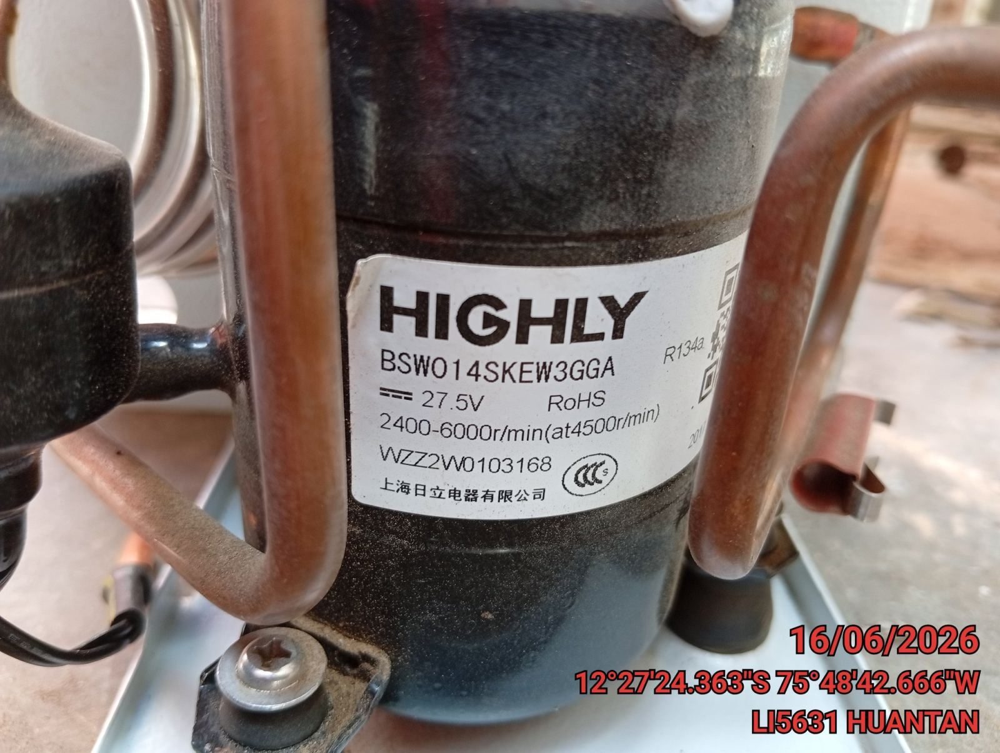 HIGHLY
BSW014SKEW3GGA
R134a
27.5V RoHS
2400-6000r/min(at4500r/min)
WZZ2W0103168
CCC S
上海日立电器有限公司
16/06/2026
12°27'24.363"S 75°48'42.666"W
LI5631 HUANTAN